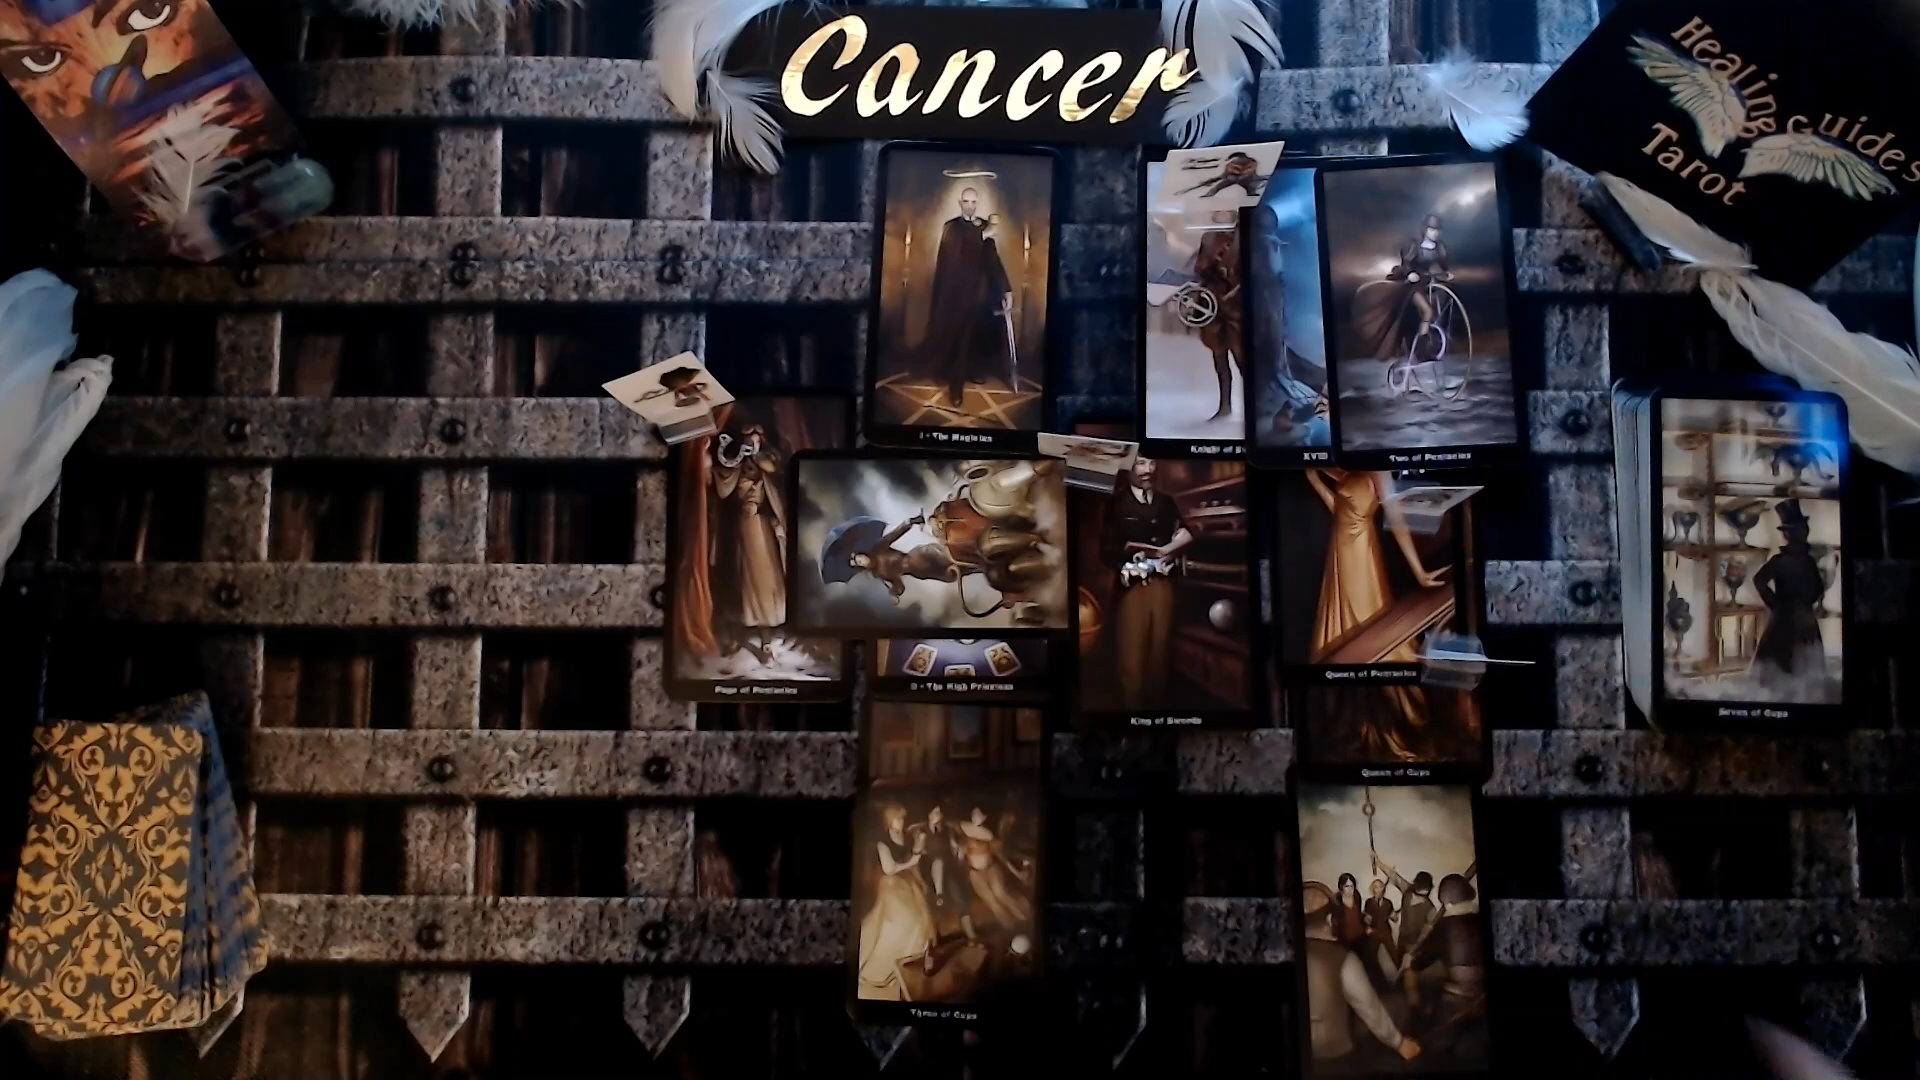 Cancer
Healing Guides
Tarot
I - The Magician
Knight of
XVIII
Two of Pentacles
Page of Pentacles
II - The High Priestess
King of Swords
Queen of Pentacles
Queen of Cups
Seven of Cups
Three of Cups